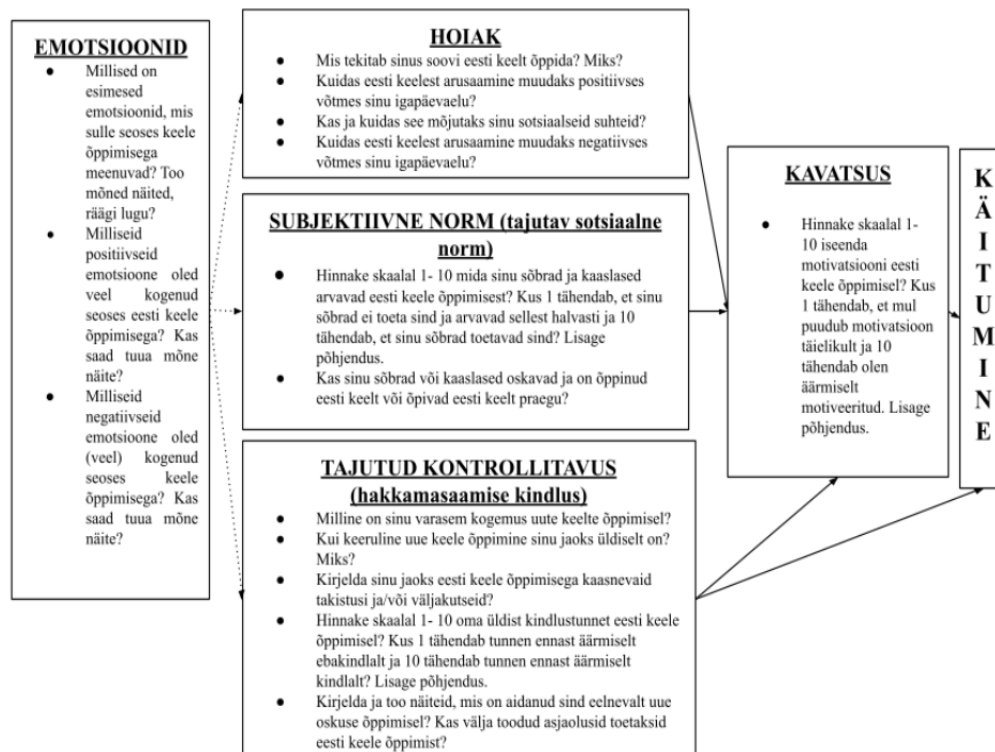 EMOTSIOONID
● Millised on
esimesed
emotsioonid, mis
sulle seoses keele
õppimisega
meenuvad? Too
mõned näited,
räägi lugu?
● Milliseid
positiivseid
emotsioone oled
veel kogenud
seoses eesti keele
õppimisega? Kas
saad tuua mõne
näite?
● Milliseid
negatiivseid
emotsioone oled
(veel) kogenud
seoses keele
õppimisega? Kas
saad tuua mõne
näite?
HOIAK
● Mis tekitab sinus soovi eesti keelt õppida? Miks?
● Kuidas eesti keelest arusaamine muudaks positiivses
võtmes sinu igapäevaelu?
● Kas ja kuidas see mõjutaks sinu sotsiaalseid suhteid?
● Kuidas eesti keelest arusaamine muudaks negatiivses
võtmes sinu igapäevaelu?
SUBJEKTIIVNE NORM (tajutav sotsiaalne
norm)
● Hinnake skaalal 1- 10 mida sinu sõbrad ja kaaslased
arvavad eesti keele õppimisest? Kus 1 tähendab, et sinu
sõbrad ei toeta sind ja arvavad sellest halvasti ja 10
tähendab, et sinu sõbrad toetavad sind? Lisage
põhjendus.
● Kas sinu sõbrad või kaaslased oskavad ja on õppinud
eesti keelt või õpivad eesti keelt praegu?
TAJUTUD KONTROLLITAVUS
(hakkamasaamise kindlus)
● Milline on sinu varasem kogemus uute keelte õppimisel?
● Kui keeruline uue keele õppimine sinu jaoks üldiselt on?
Miks?
● Kirjelda sinu jaoks eesti keele õppimisega kaasnevaid
takistusi ja/või väljakutseid?
● Hinnake skaalal 1- 10 oma üldist kindlustunnet eesti keele
õppimisel? Kus 1 tähendab tunnen ennast äärmiselt
ebakindlalt ja 10 tähendab tunnen ennast äärmiselt
kindlalt? Lisage põhjendus.
● Kirjelda ja too näiteid, mis on aidanud sind eelnevalt uue
oskuse õppimisel? Kas välja toodud asjaolusid toetaksid
eesti keele õppimist?
KAVATSUS
● Hinnake skaalal 1-
10 iseenda
motivatsiooni eesti
keele õppimisel? Kus
1 tähendab, et mul
puudub motivatsioon
täielikult ja 10
tähendab olen
äärmiselt
motiveeritud. Lisage
põhjendus.
K
Ä
I
T
U
M
I
N
E